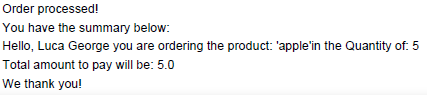 Order processed!
You have the summary below:
Hello, Luca George you are ordering the product: 'apple'in the Quantity of: 5
Total amount to pay will be: 5.0
We thank you!